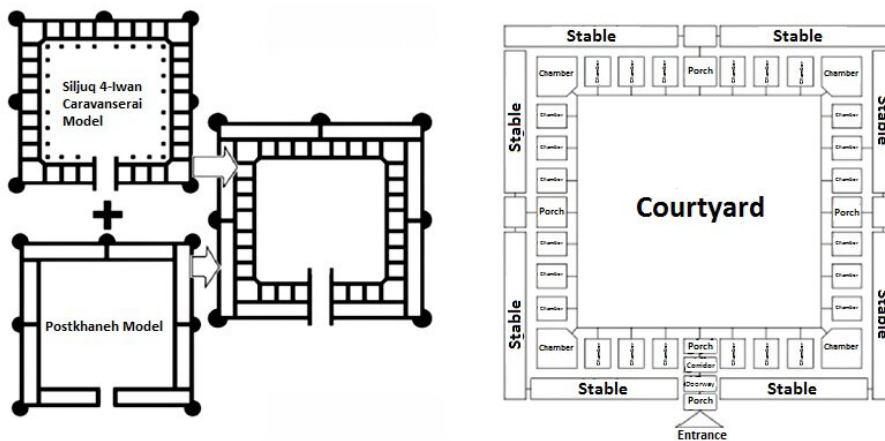 Siljuq 4-Iwan
Caravanserai
Model
Postkhaneh Model
Stable
Stable
Chamber
Porch
Chamber
Stable
Chamber
Chamber
Stable
Chamber
Chamber
Porch
Courtyard
Porch
Chamber
Chamber
Chamber
Chamber
Stable
Chamber
Chamber
Stable
Chamber
Porch
Chamber
Corridor
Doorway
Stable
Porch
Stable
Entrance